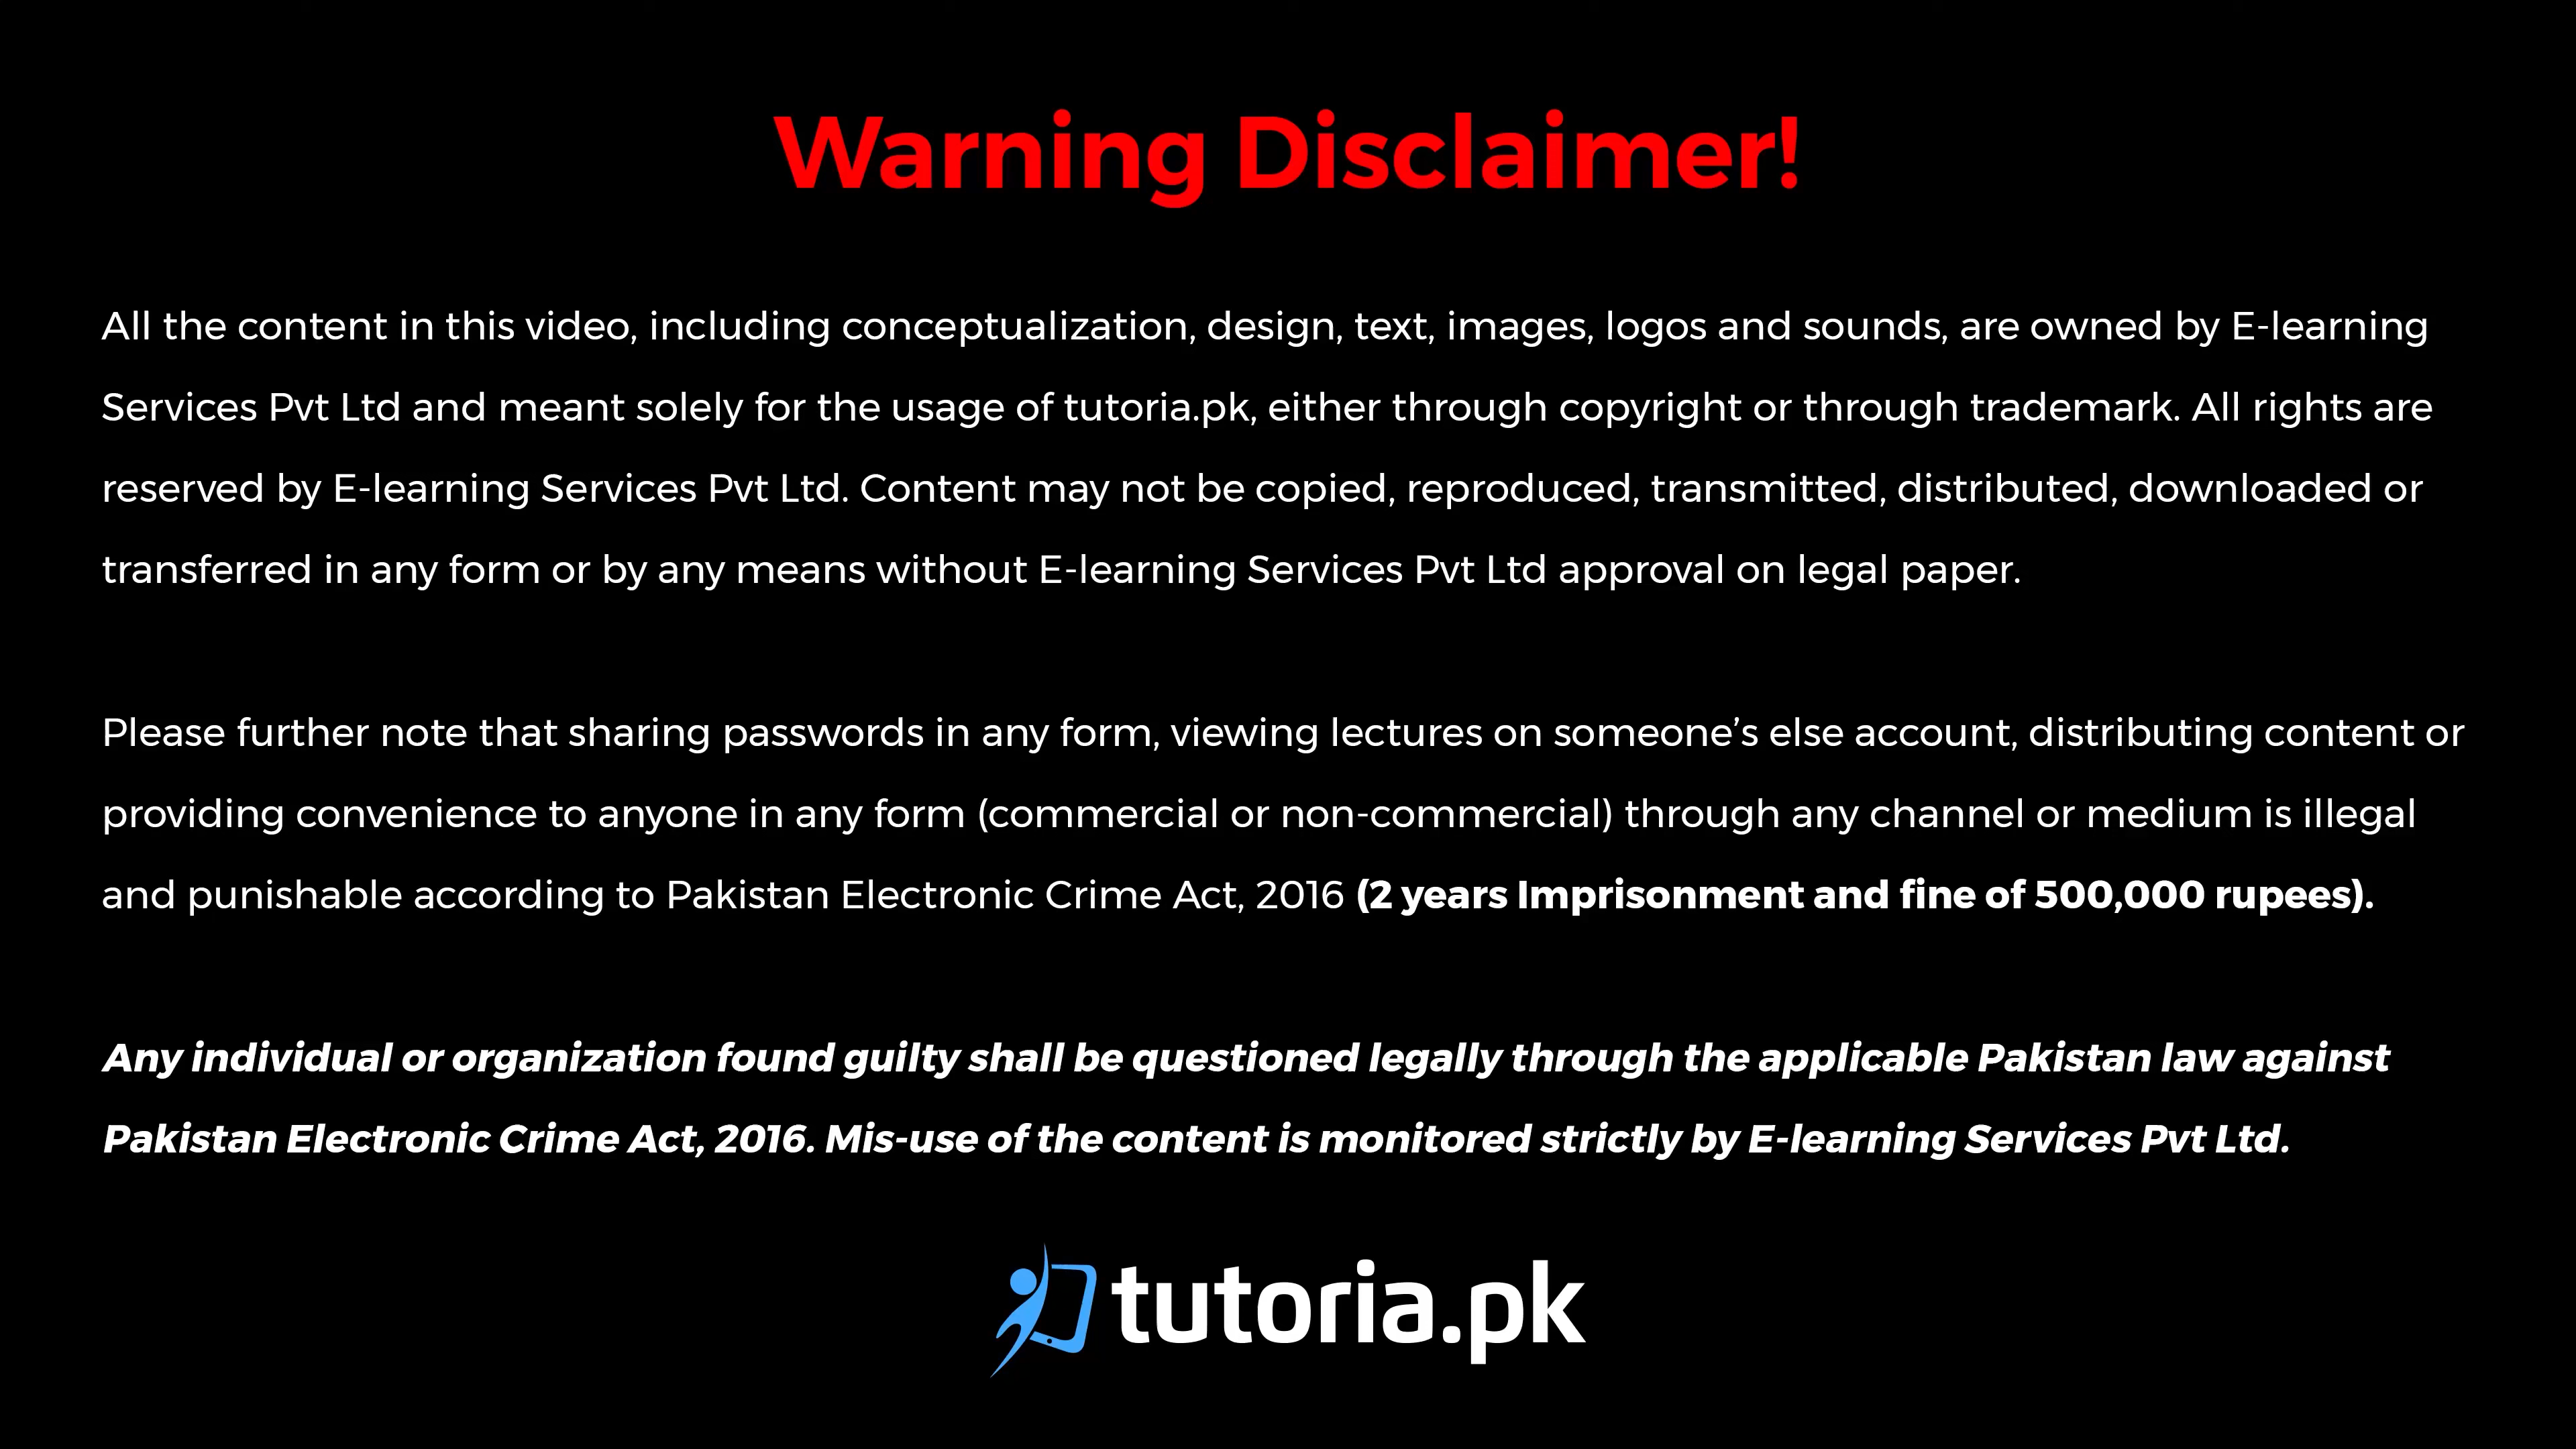 Warning Disclaimer!
All the content in this video, including conceptualization, design, text, images, logos and sounds, are owned by E-learning
Services Pvt Ltd and meant solely for the usage of tutoria.pk, either through copyright or through trademark. All rights are
reserved by E-learning Services Pvt Ltd. Content may not be copied, reproduced, transmitted, distributed, downloaded or
transferred in any form or by any means without E-learning Services Pvt Ltd approval on legal paper.
Please further note that sharing passwords in any form, viewing lectures on someone’s else account, distributing content or
providing convenience to anyone in any form (commercial or non-commercial) through any channel or medium is illegal
and punishable according to Pakistan Electronic Crime Act, 2016 (2 years Imprisonment and fine of 500,000 rupees).
Any individual or organization found guilty shall be questioned legally through the applicable Pakistan law against
Pakistan Electronic Crime Act, 2016. Mis-use of the content is monitored strictly by E-learning Services Pvt Ltd.
tutoria.pk